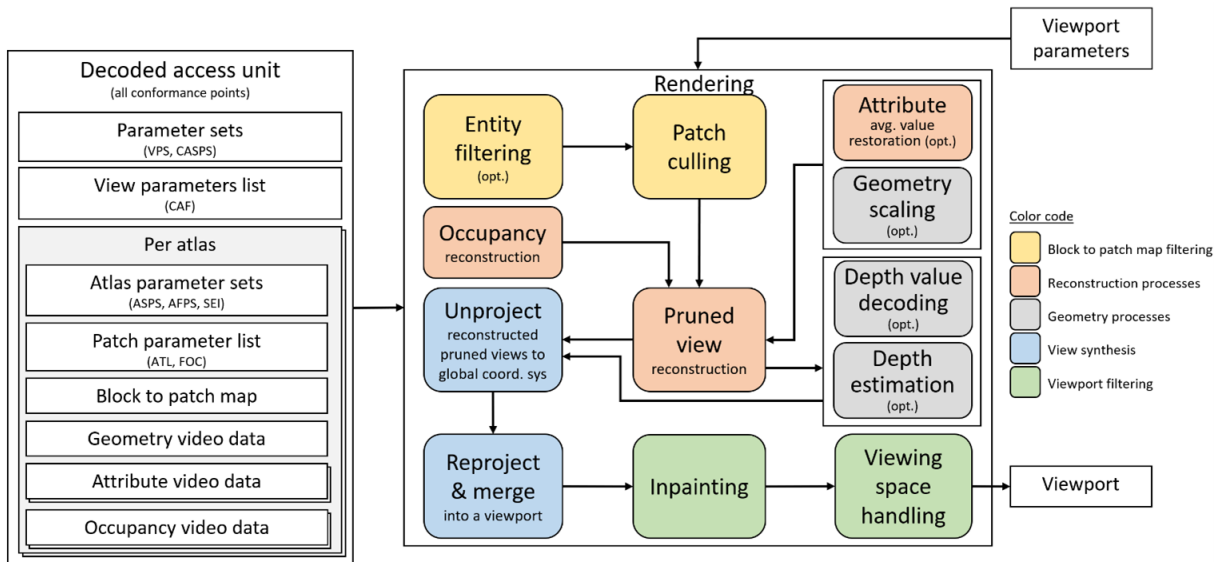 Decoded access unit
(all conformance points)
Parameter sets
(VPS, CASPS)
View parameters list
(CAF)
Per atlas
Atlas parameter sets
(ASPS, AFPS, SEI)
Patch parameter list
(ATL, FOC)
Block to patch map
Geometry video data
Attribute video data
Occupancy video data
Viewport
parameters
Rendering
Entity
filtering
(opt.)
Patch
culling
Attribute
avg. value
restoration (opt.)
Geometry
scaling
(opt.)
Occupancy
reconstruction
Unproject
reconstructed
pruned views to
global coord. sys
Pruned
view
reconstruction
Depth value
decoding
(opt.)
Depth
estimation
(opt.)
Reproject
& merge
into a viewport
Inpainting
Viewing
space
handling
Color code
Block to patch map filtering
Reconstruction processes
Geometry processes
View synthesis
Viewport filtering
Viewport